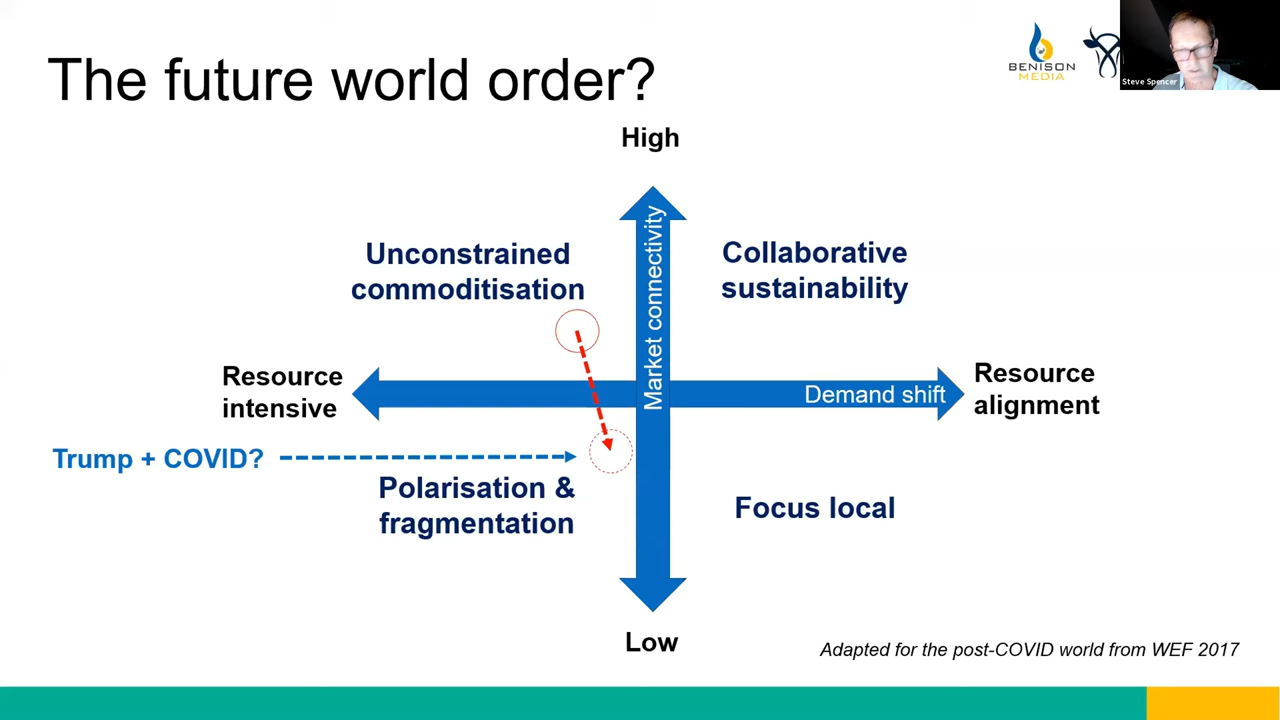 The future world order?
BENISON
MEDIA
Steve Spencer
High
Market connectivity
Unconstrained
commoditisation
Collaborative
sustainability
Resource
intensive
Demand shift
Resource
alignment
Trump + COVID?
Polarisation &
fragmentation
Focus local
Low
Adapted for the post-COVID world from WEF 2017